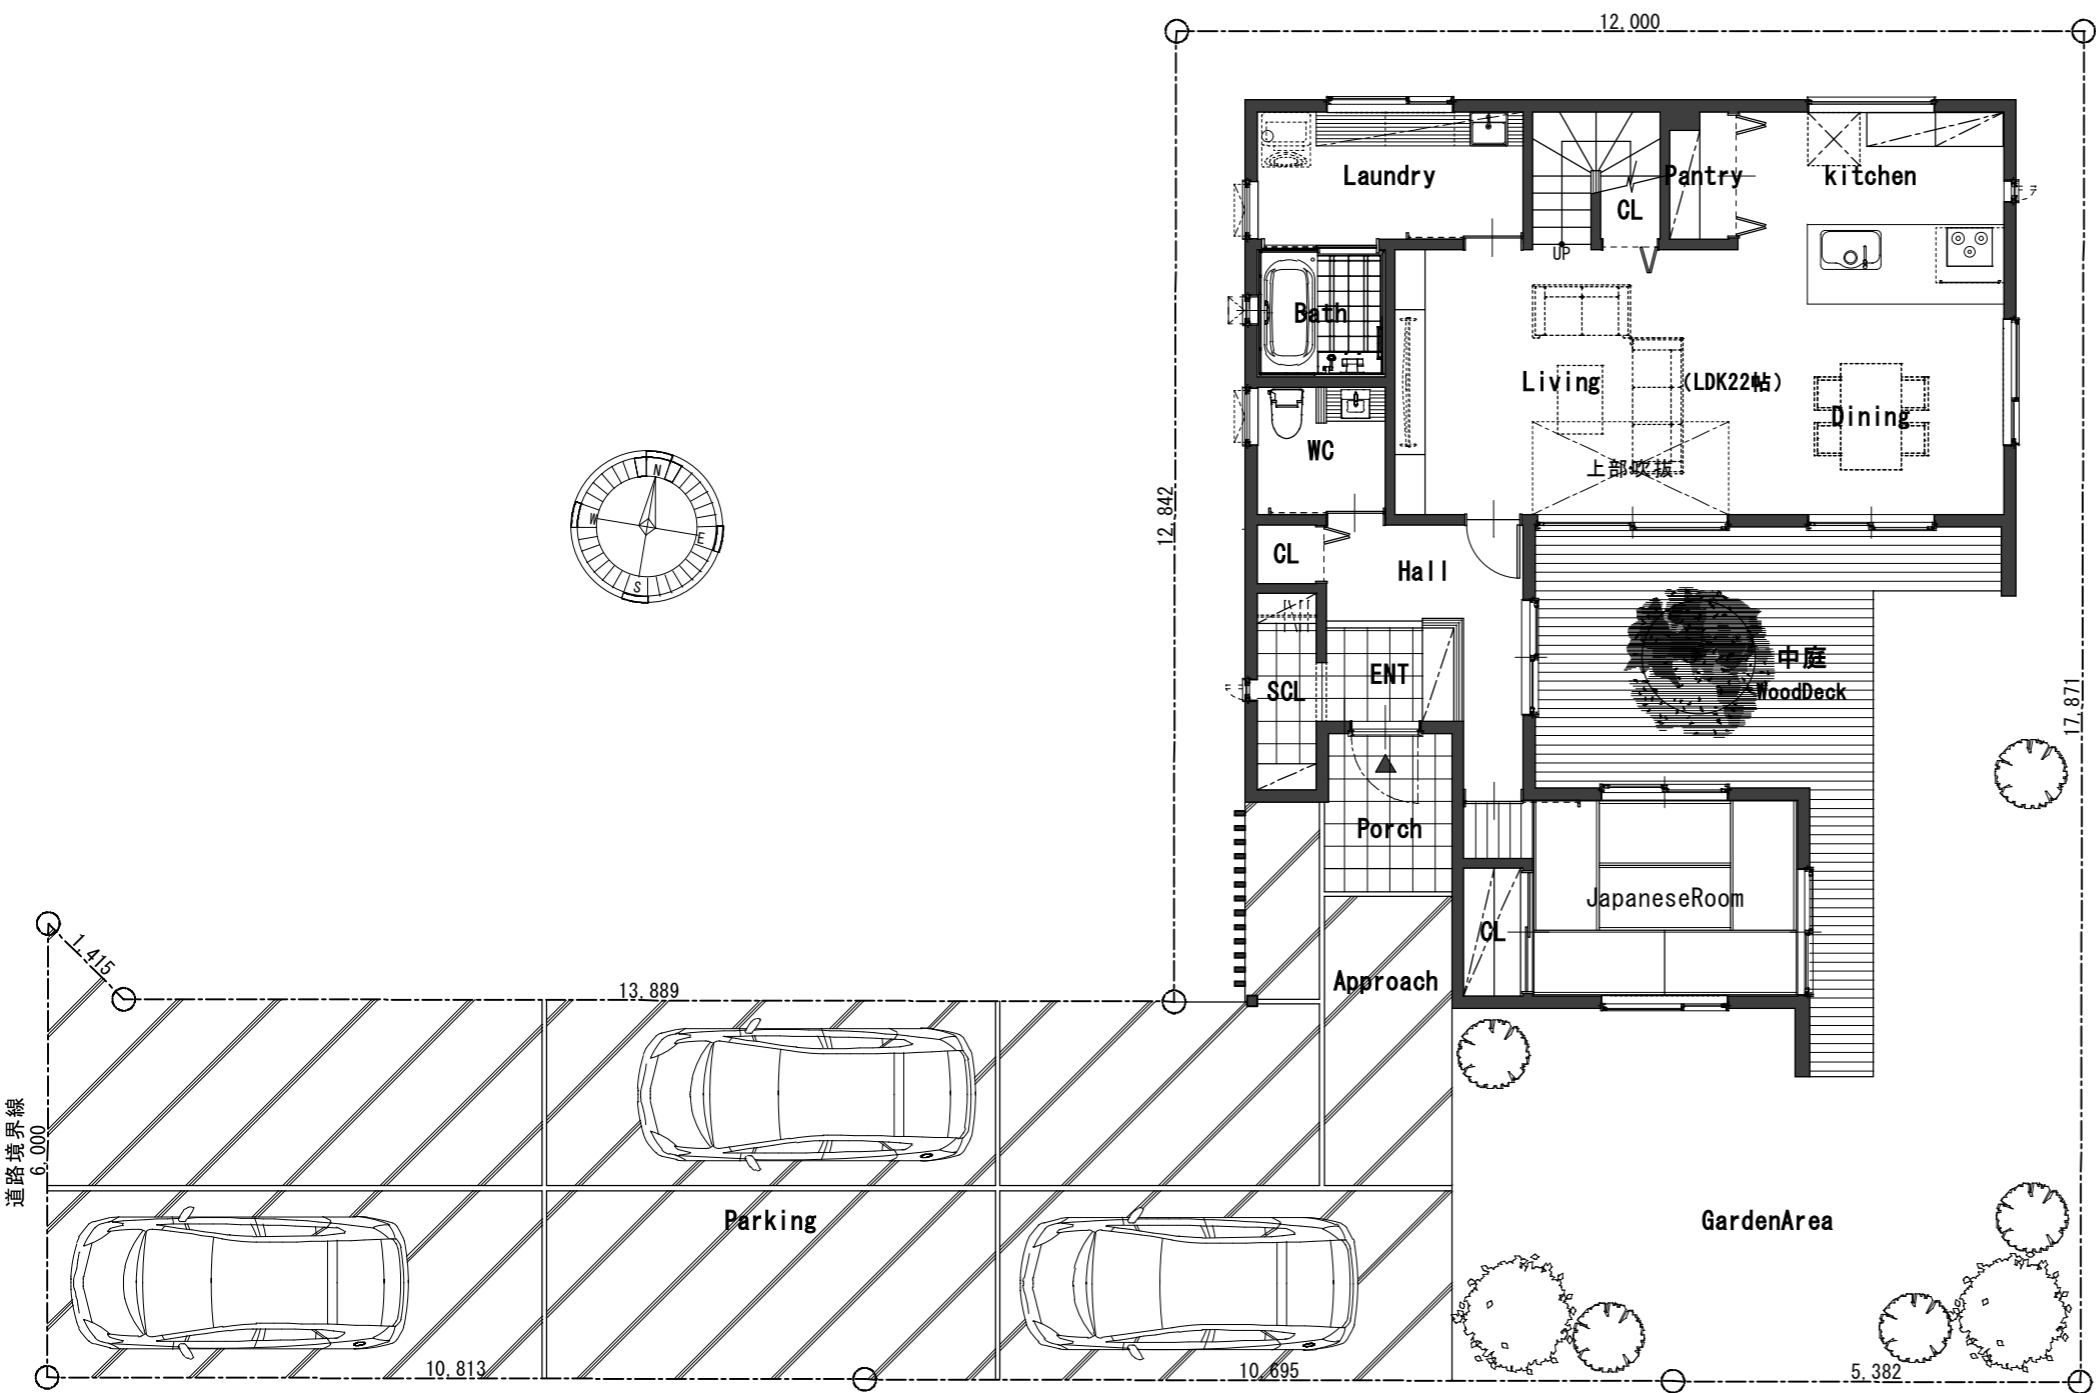 12,000
Laundry
Pantry
kitchen
CL
UP
Bath
Living
(LDK22帖)
Dining
WC
上部吹抜
12,842
N
W
E
S
CL
Hall
中庭
WoodDeck
ENT
SCL
17,871
Porch
JapaneseRoom
CL
Approach
1,415
13,889
道路境界線
6,000
Parking
GardenArea
10,813
10,695
5,382